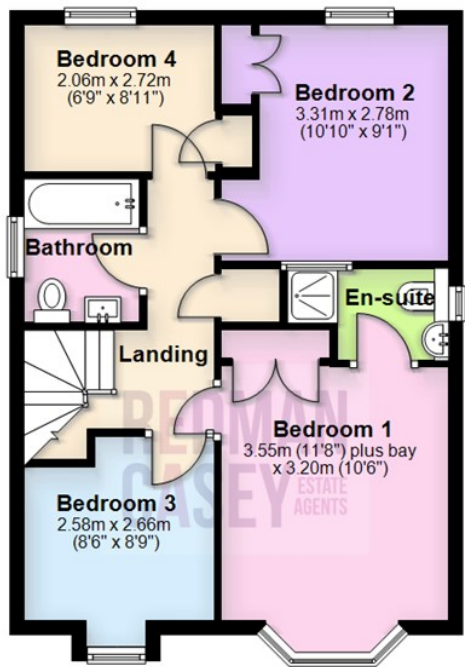 Bedroom 4
2.06m x 2.72m
(6'9" x 8'11")
Bedroom 2
3.31m x 2.78m
(10'10" x 9'1")
Bathroom
En-suite
Landing
REDMAN
CASEY
ESTATE
AGENTS
Bedroom 1
3.55m (11'8") plus bay
x 3.20m (10'6")
Bedroom 3
2.58m x 2.66m
(8'6" x 8'9")